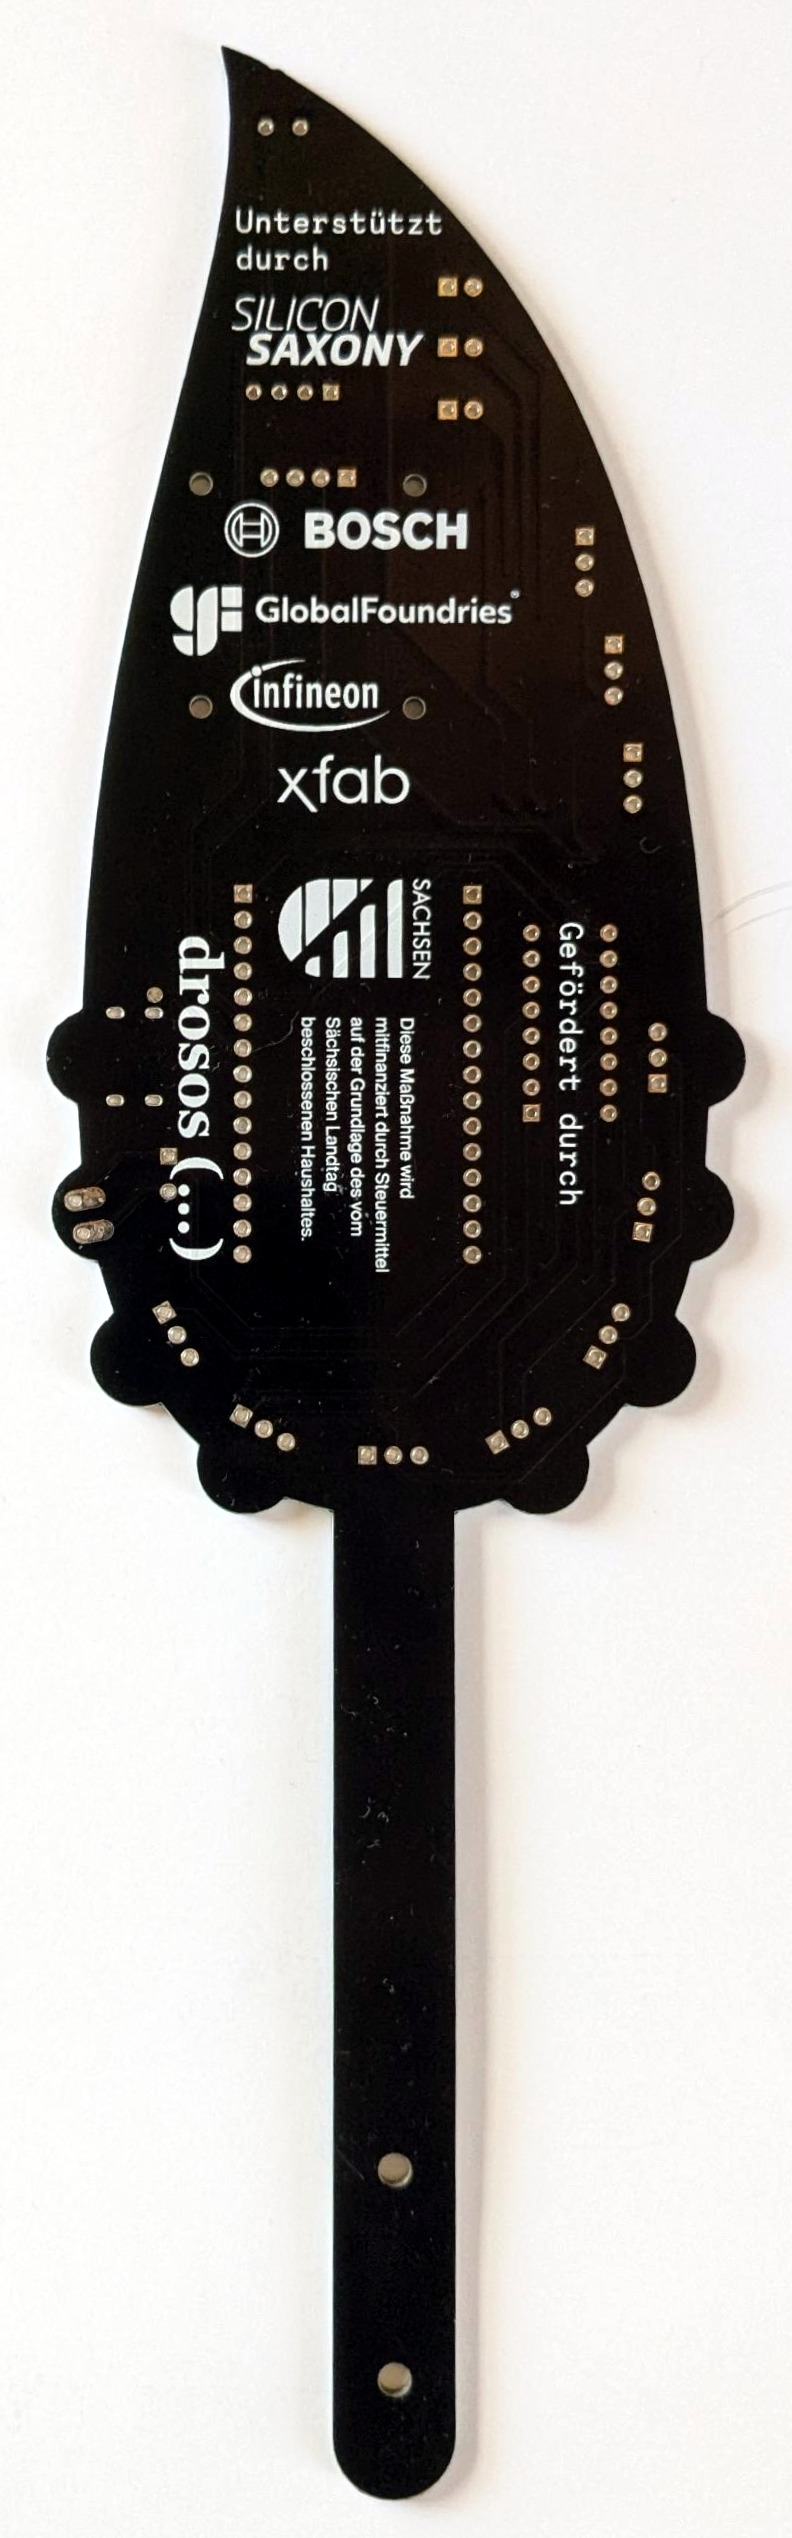 Unterstützt
durch
SILICON
SAXONY
BOSCH
GlobalFoundries
infineon
xfab
Gefördert durch
SACHSEN
Diese Maßnahme wird
mitfinanziert durch Steuermittel
auf der Grundlage des vom
Sächsischen Landtag
beschlossenen Haushaltes.
drosos (...)